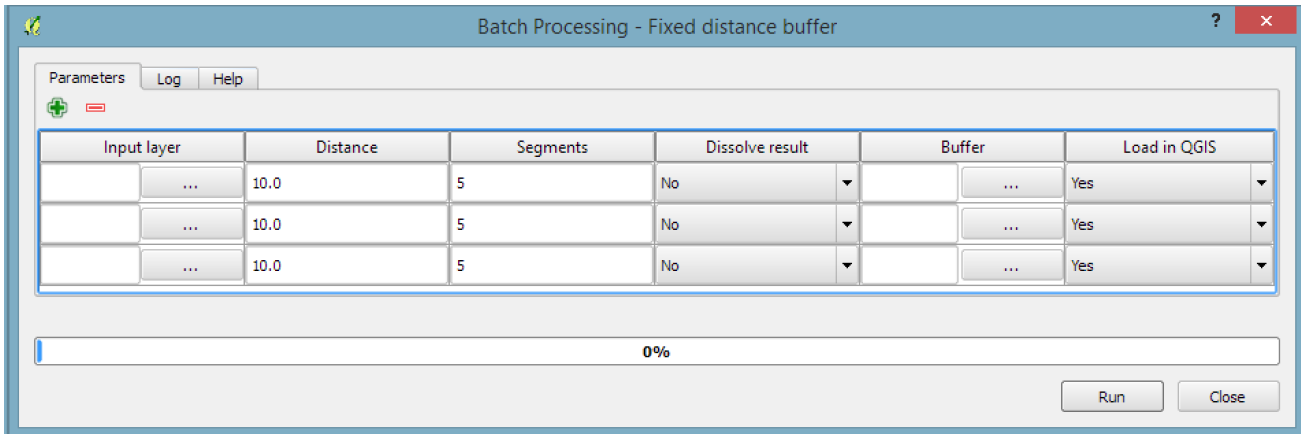 Batch Processing - Fixed distance buffer ? ×
Parameters Log Help
Input layer Distance Segments Dissolve result Buffer Load in QGIS
... 10.0 5 No ... Yes
... 10.0 5 No ... Yes
... 10.0 5 No ... Yes
0%
Run Close